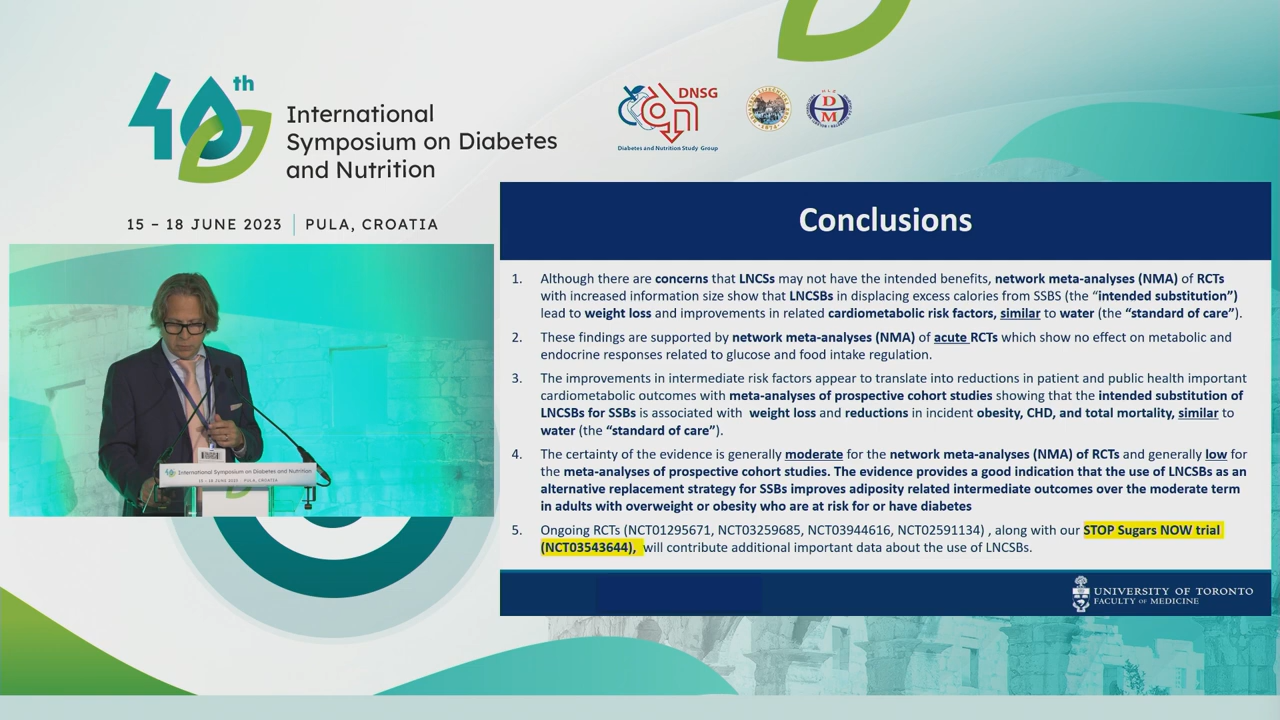 40th
International
Symposium on Diabetes
and Nutrition
15 – 18 JUNE 2023 | PULA, CROATIA
DNSG
Diabetes and Nutrition Study Group
D
M
Conclusions
1. Although there are concerns that LNCSs may not have the intended benefits, network meta-analyses (NMA) of RCTs
with increased information size show that LNCSBs in displacing excess calories from SSBS (the “intended substitution”)
lead to weight loss and improvements in related cardiometabolic risk factors, similar to water (the “standard of care”).
2. These findings are supported by network meta-analyses (NMA) of acute RCTs which show no effect on metabolic and
endocrine responses related to glucose and food intake regulation.
3. The improvements in intermediate risk factors appear to translate into reductions in patient and public health important
cardiometabolic outcomes with meta-analyses of prospective cohort studies showing that the intended substitution of
LNCSBs for SSBs is associated with weight loss and reductions in incident obesity, CHD, and total mortality, similar to
water (the “standard of care”).
4. The certainty of the evidence is generally moderate for the network meta-analyses (NMA) of RCTs and generally low for
the meta-analyses of prospective cohort studies. The evidence provides a good indication that the use of LNCSBs as an
alternative replacement strategy for SSBs improves adiposity related intermediate outcomes over the moderate term
in adults with overweight or obesity who are at risk for or have diabetes
5. Ongoing RCTs (NCT01295671, NCT03259685, NCT03944616, NCT02591134) , along with our STOP Sugars NOW trial
(NCT03543644), will contribute additional important data about the use of LNCSBs.
International Symposium on Diabetes and Nutrition
15 – 18 JUNE 2023 PULA, CROATIA
UNIVERSITY OF TORONTO
FACULTY OF MEDICINE